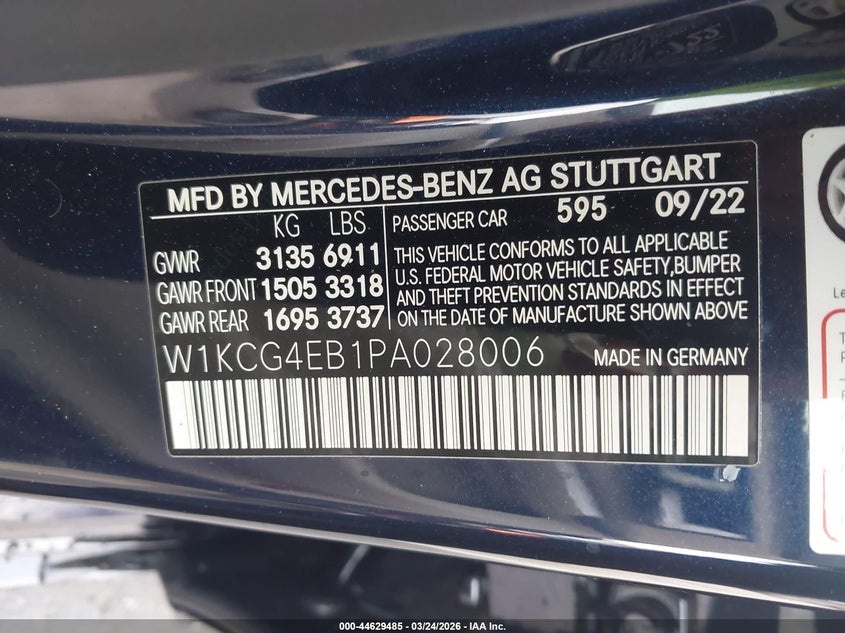 MFD BY MERCEDES-BENZ AG STUTTGART
KG LBS
PASSENGER CAR 595 09/22
GWWR 3135 6911
GAWR FRONT 1505 3318
GAWR REAR 1695 3737
THIS VEHICLE CONFORMS TO ALL APPLICABLE
U.S. FEDERAL MOTOR VEHICLE SAFETY,BUMPER
AND THEFT PREVENTION STANDARDS IN EFFECT
ON THE DATE OF MANUFACTURE SHOWN ABOVE
W1KCG4EB1PA028006 MADE IN GERMANY
000-44629485 - 03/24/2026 - IAA Inc.